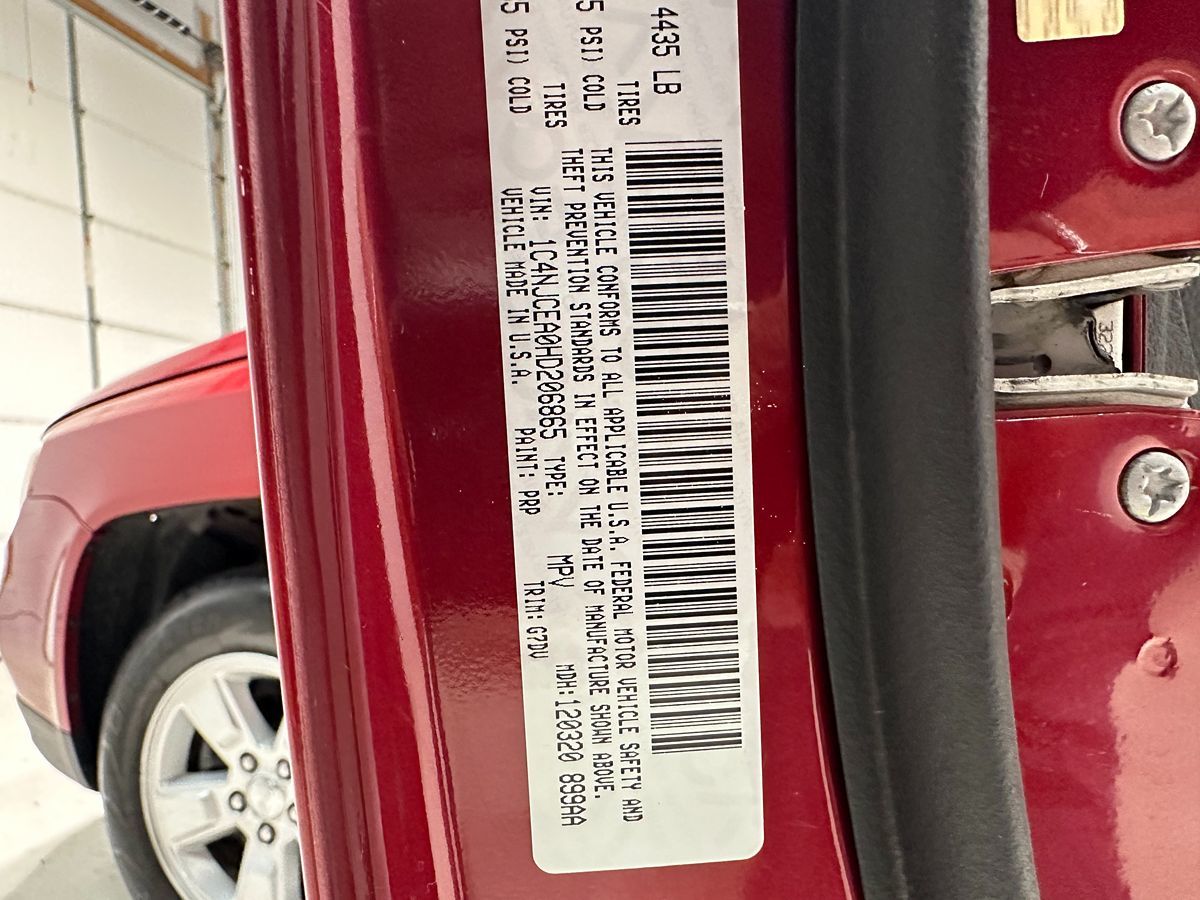 4435 LB
5 PSI) COLD
TIRES
5 PSI) COLD
TIRES
THIS VEHICLE CONFORMS TO ALL APPLICABLE U.S.A. FEDERAL MOTOR VEHICLE SAFETY AND
THEFT PREVENTION STANDARDS IN EFFECT ON THE DATE OF MANUFACTURE SHOWN ABOVE.
VIN: 1C4NJCEA0HD206865 TYPE: MPV MDH:120320 899AA
VEHICLE MADE IN U.S.A. PAINT: PRP TRIM:G7DV